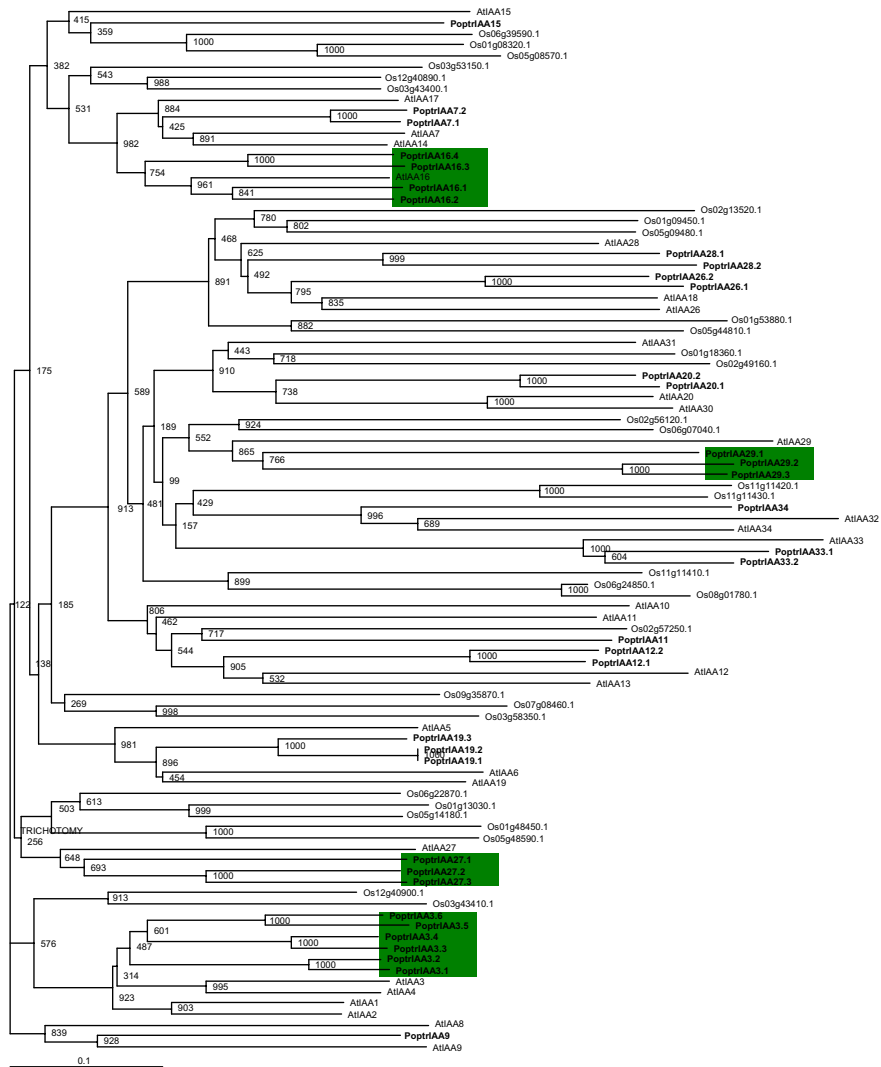 AtIAA15
415
PoptrIAA15
359
Os06g39590.1
1000
Os01g08320.1
1000
Os05g08570.1
382
Os03g53150.1
543
Os12g40890.1
988
Os03g43400.1
531
AtIAA17
884
PoptrIAA7.2
1000
PoptrIAA7.1
425
AtIAA7
982
891
AtIAA14
PoptrIAA16.4
1000
PoptrIAA16.3
754
AtIAA16
961
PoptrIAA16.1
841
PoptrIAA16.2
Os02g13520.1
780
Os01g09450.1
802
Os05g09480.1
468
AtIAA28
625
PoptrIAA28.1
999
PoptrIAA28.2
492
891
PoptrIAA26.2
1000
PoptrIAA26.1
795
AtIAA18
835
AtIAA26
Os01g53880.1
882
Os05g44810.1
AtIAA31
443
Os01g18360.1
718
Os02g49160.1
910
175
PoptrIAA20.2
1000
PoptrIAA20.1
589
738
AtIAA20
1000
AtIAA30
Os02g56120.1
924
189
Os06g07040.1
552
AtIAA29
865
PoptrIAA29.1
766
PoptrIAA29.2
1000
PoptrIAA29.3
99
Os11g11420.1
1000
Os11g11430.1
481
429
913
PoptrIAA34
996
AtIAA32
689
157
AtIAA34
AtIAA33
1000
PoptrIAA33.1
604
PoptrIAA33.2
Os11g11410.1
899
Os06g24850.1
1000
Os08g01780.1
122
185
AtIAA10
806
AtIAA11
462
Os02g57250.1
717
PoptrIAA11
544
PoptrIAA12.2
1000
PoptrIAA12.1
138
905
AtIAA12
532
AtIAA13
Os09g35870.1
269
Os07g08460.1
998
Os03g58350.1
AtIAA5
981
PoptrIAA19.3
1000
PoptrIAA19.2
1000
PoptrIAA19.1
896
AtIAA6
454
AtIAA19
Os06g22870.1
613
Os01g13030.1
503
999
Os05g14180.1
Os01g48450.1
TRICHOTOMY
1000
Os05g48590.1
256
AtIAA27
648
PoptrIAA27.1
693
PoptrIAA27.2
1000
PoptrIAA27.3
Os12g40900.1
913
Os03g43410.1
PoptrIAA3.6
1000
PoptrIAA3.5
601
PoptrIAA3.4
576
487
1000
PoptrIAA3.3
PoptrIAA3.2
1000
PoptrIAA3.1
314
AtIAA3
995
AtIAA4
923
AtIAA1
903
AtIAA2
AtIAA8
839
PoptrIAA9
928
AtIAA9
0.1